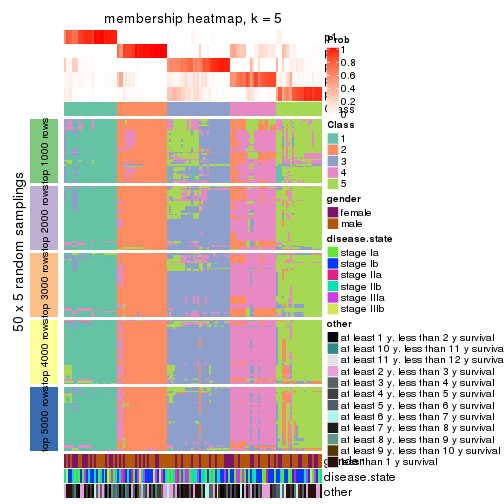 membership heatmap, k = 5
Prob
1
0.8
0.6
0.4
0.2
0
Class
1
2
3
4
5
gender
female
male
disease.state
stage Ia
stage Ib
stage IIa
stage IIb
stage IIIa
stage IIIb
other
at least 1 y. less than 2 y survival
at least 10 y. less than 11 y survival
at least 11 y. less than 12 y survival
at least 2 y. less than 3 y survival
at least 3 y. less than 4 y survival
at least 4 y. less than 5 y survival
at least 5 y. less than 6 y survival
at least 6 y. less than 7 y survival
at least 7 y. less than 8 y survival
at least 8 y. less than 9 y survival
at least 9 y. less than 10 y survival
less than 1 y survival
disease.state
other
50 x 5 random samplings
top 1000 rows
top 2000 rows
top 3000 rows
top 4000 rows
top 5000 rows